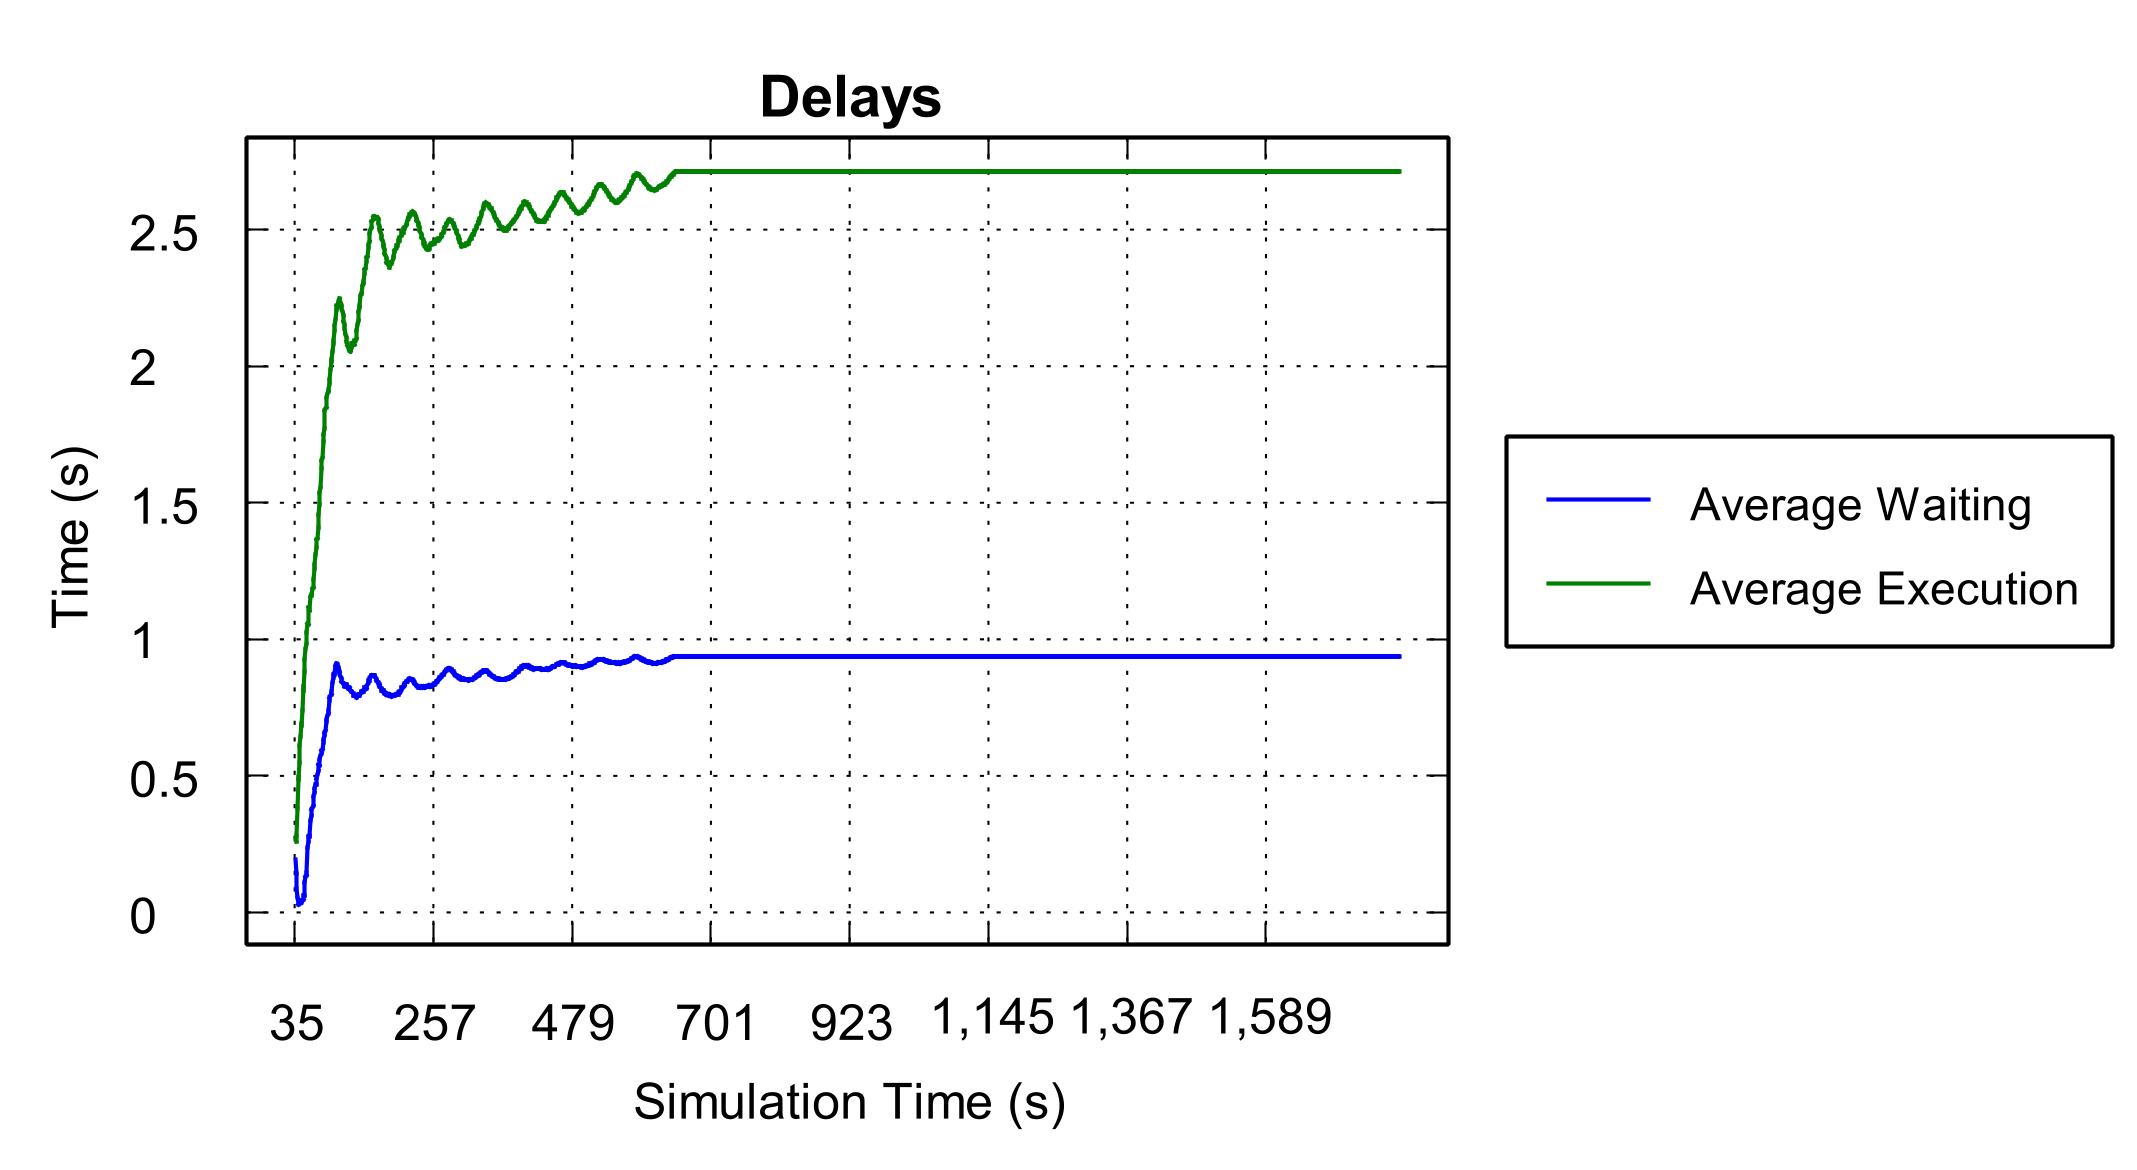 Delays
2.5
2
1.5
1
0.5
0
Time (s)
35 257 479 701 923 1,145 1,367 1,589
Simulation Time (s)
Average Waiting
Average Execution